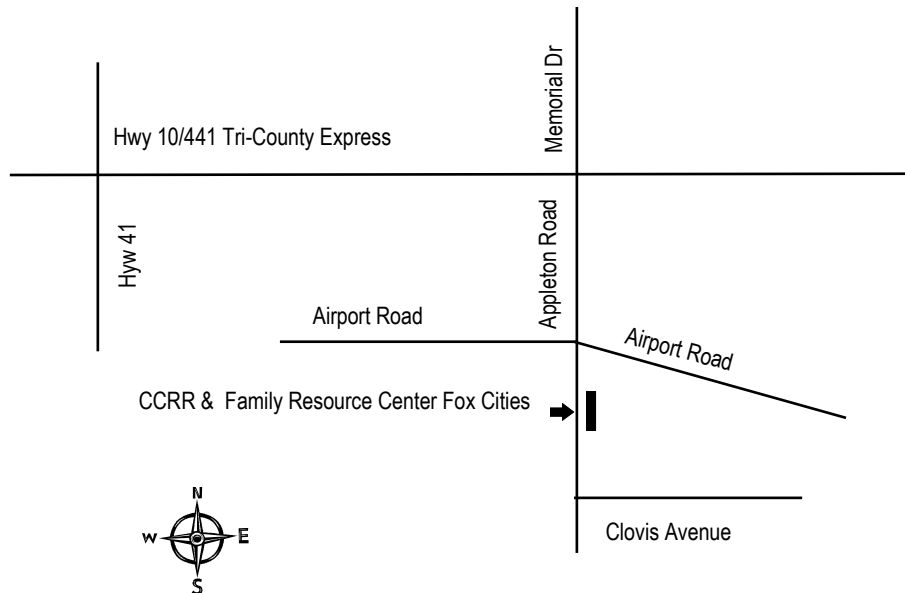 Memorial Dr
Hwy 10/441 Tri-County Express
Hyw 41
Appleton Road
Airport Road
Airport Road
CCRR & Family Resource Center Fox Cities
N
W E
S
Clovis Avenue